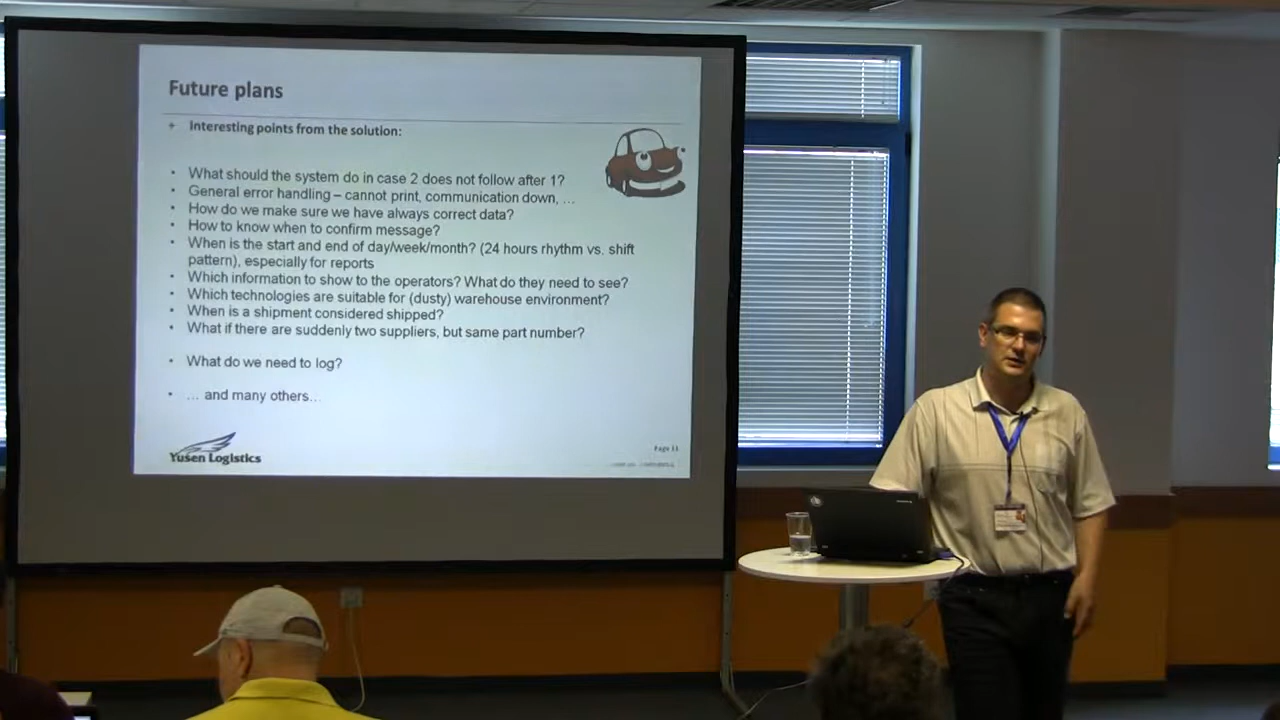 Future plans
+ Interesting points from the solution:
• What should the system do in case 2 does not follow after 1?
• General error handling – cannot print, communication down, …
• How do we make sure we have always correct data?
• How to know when to confirm message?
• When is the start and end of day/week/month? (24 hours rhythm vs. shift
pattern), especially for reports
• Which information to show to the operators? What do they need to see?
• Which technologies are suitable for (dusty) warehouse environment?
• When is a shipment considered shipped?
• What if there are suddenly two suppliers, but same part number?
• What do we need to log?
• … and many others…
Yusen Logistics
Page 11